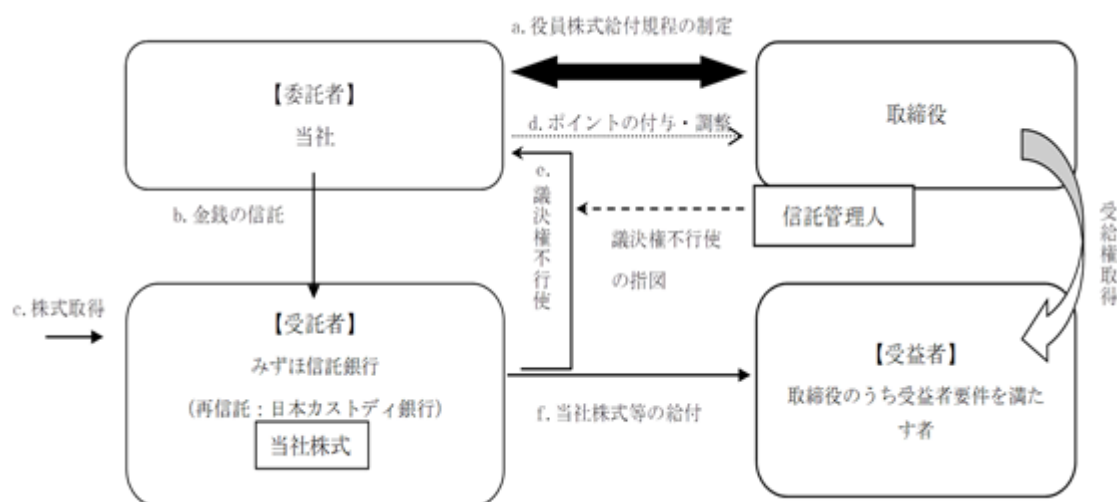 a. 役員株式給付規程の制定
【委託者】
当社
取締役
d. ポイントの付与・調整
e. 議決権不行使
信託管理人
b. 金銭の信託
議決権不行使
の指図
受給権取得
c. 株式取得
【受託者】
みずほ信託銀行
(再信託：日本カストディ銀行)
当社株式
f. 当社株式等の給付
【受益者】
取締役のうち受益者要件を満た
す者